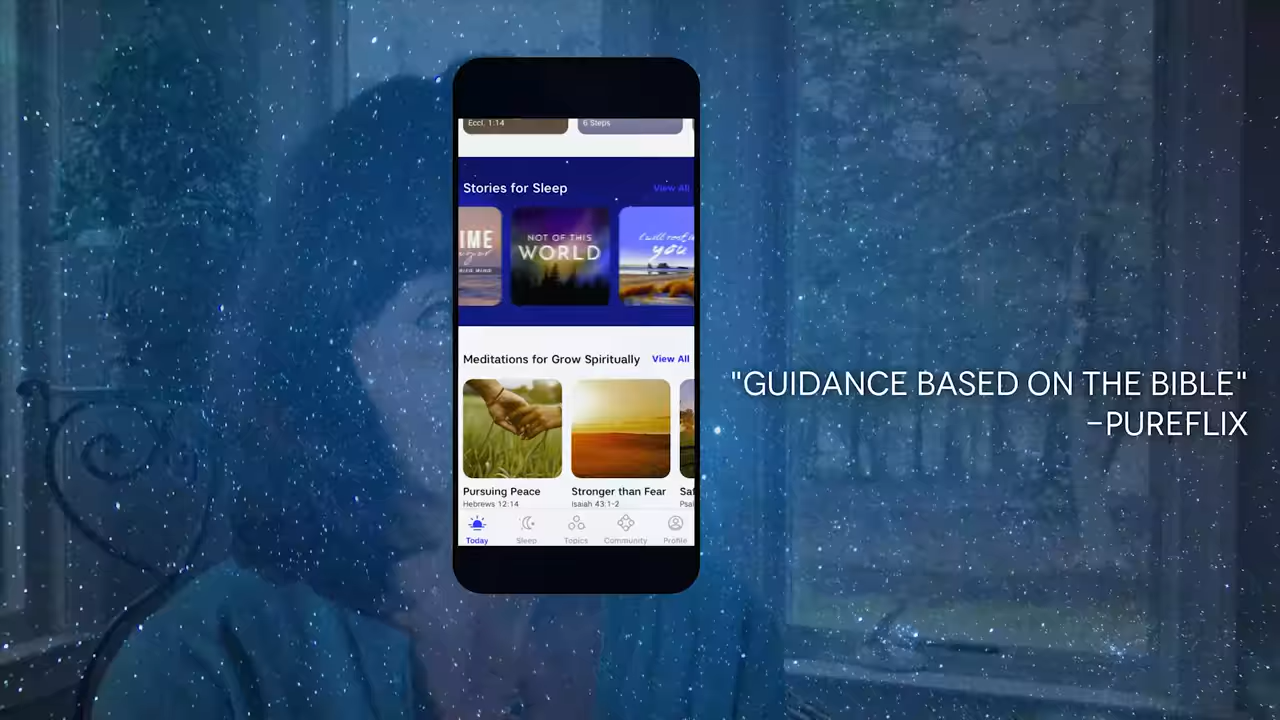 Eccl. 1:14
6 Steps
Stories for Sleep
View All
IME
NOT OF THIS
WORLD
you
Meditations for Grow Spiritually
View All
Pursuing Peace
Hebrews 12:14
Stronger than Fear
Isaiah 43:1-2
Today
Sleep
Topics
Community
Profile
"GUIDANCE BASED ON THE BIBLE"
–PUREFLIX